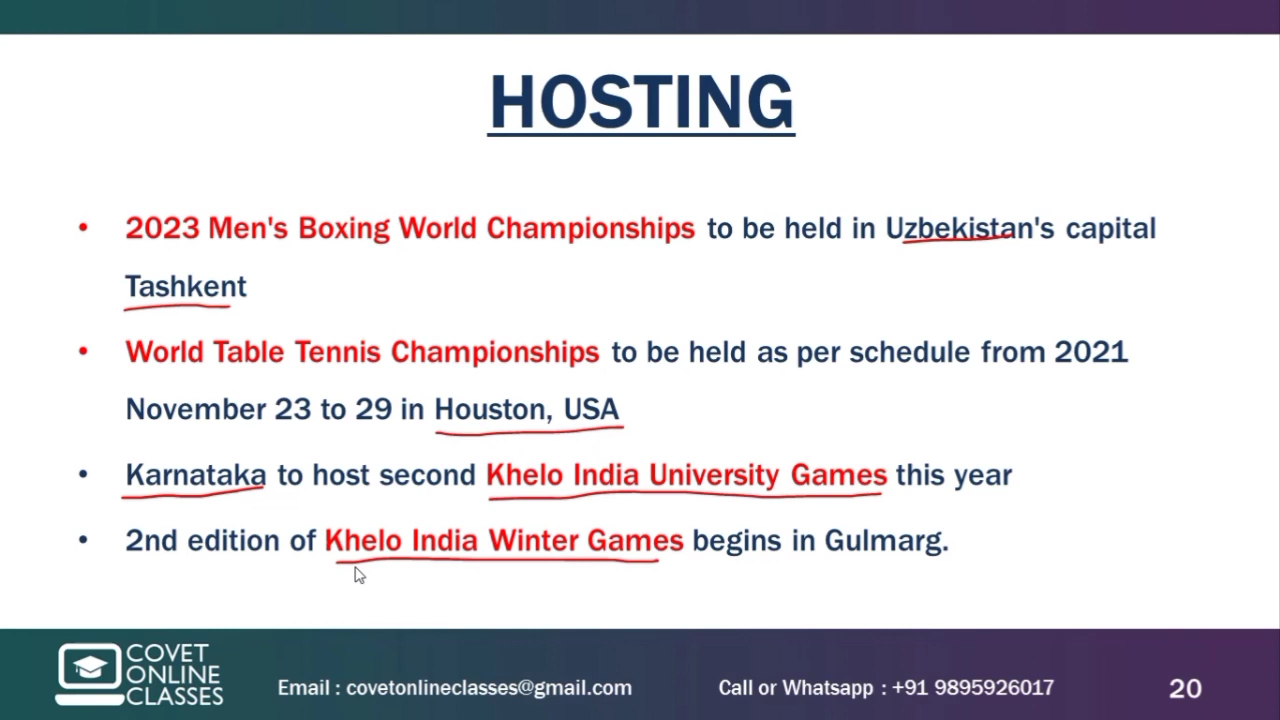 HOSTING
• 2023 Men's Boxing World Championships to be held in Uzbekistan's capital
Tashkent
• World Table Tennis Championships to be held as per schedule from 2021
November 23 to 29 in Houston, USA
• Karnataka to host second Khelo India University Games this year
• 2nd edition of Khelo India Winter Games begins in Gulmarg.
COVET
ONLINE
CLASSES
Email : covetonlineclasses@gmail.com
Call or Whatsapp : +91 9895926017
20